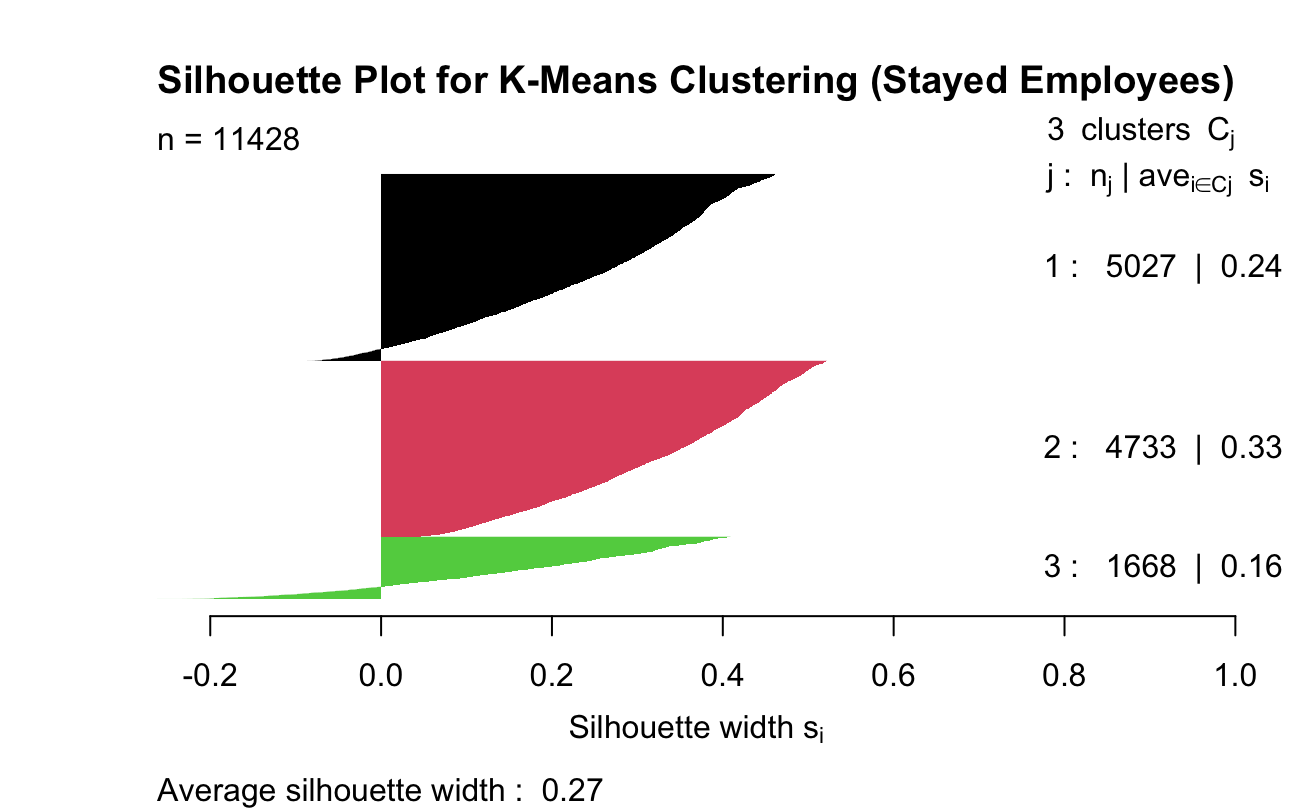 Silhouette Plot for K-Means Clustering (Stayed Employees)
n = 11428
3 clusters Cj
j : nj | avei∈Cj si
1 : 5027 | 0.24
2 : 4733 | 0.33
3 : 1668 | 0.16
-0.2 0.0 0.2 0.4 0.6 0.8 1.0
Silhouette width si
Average silhouette width : 0.27